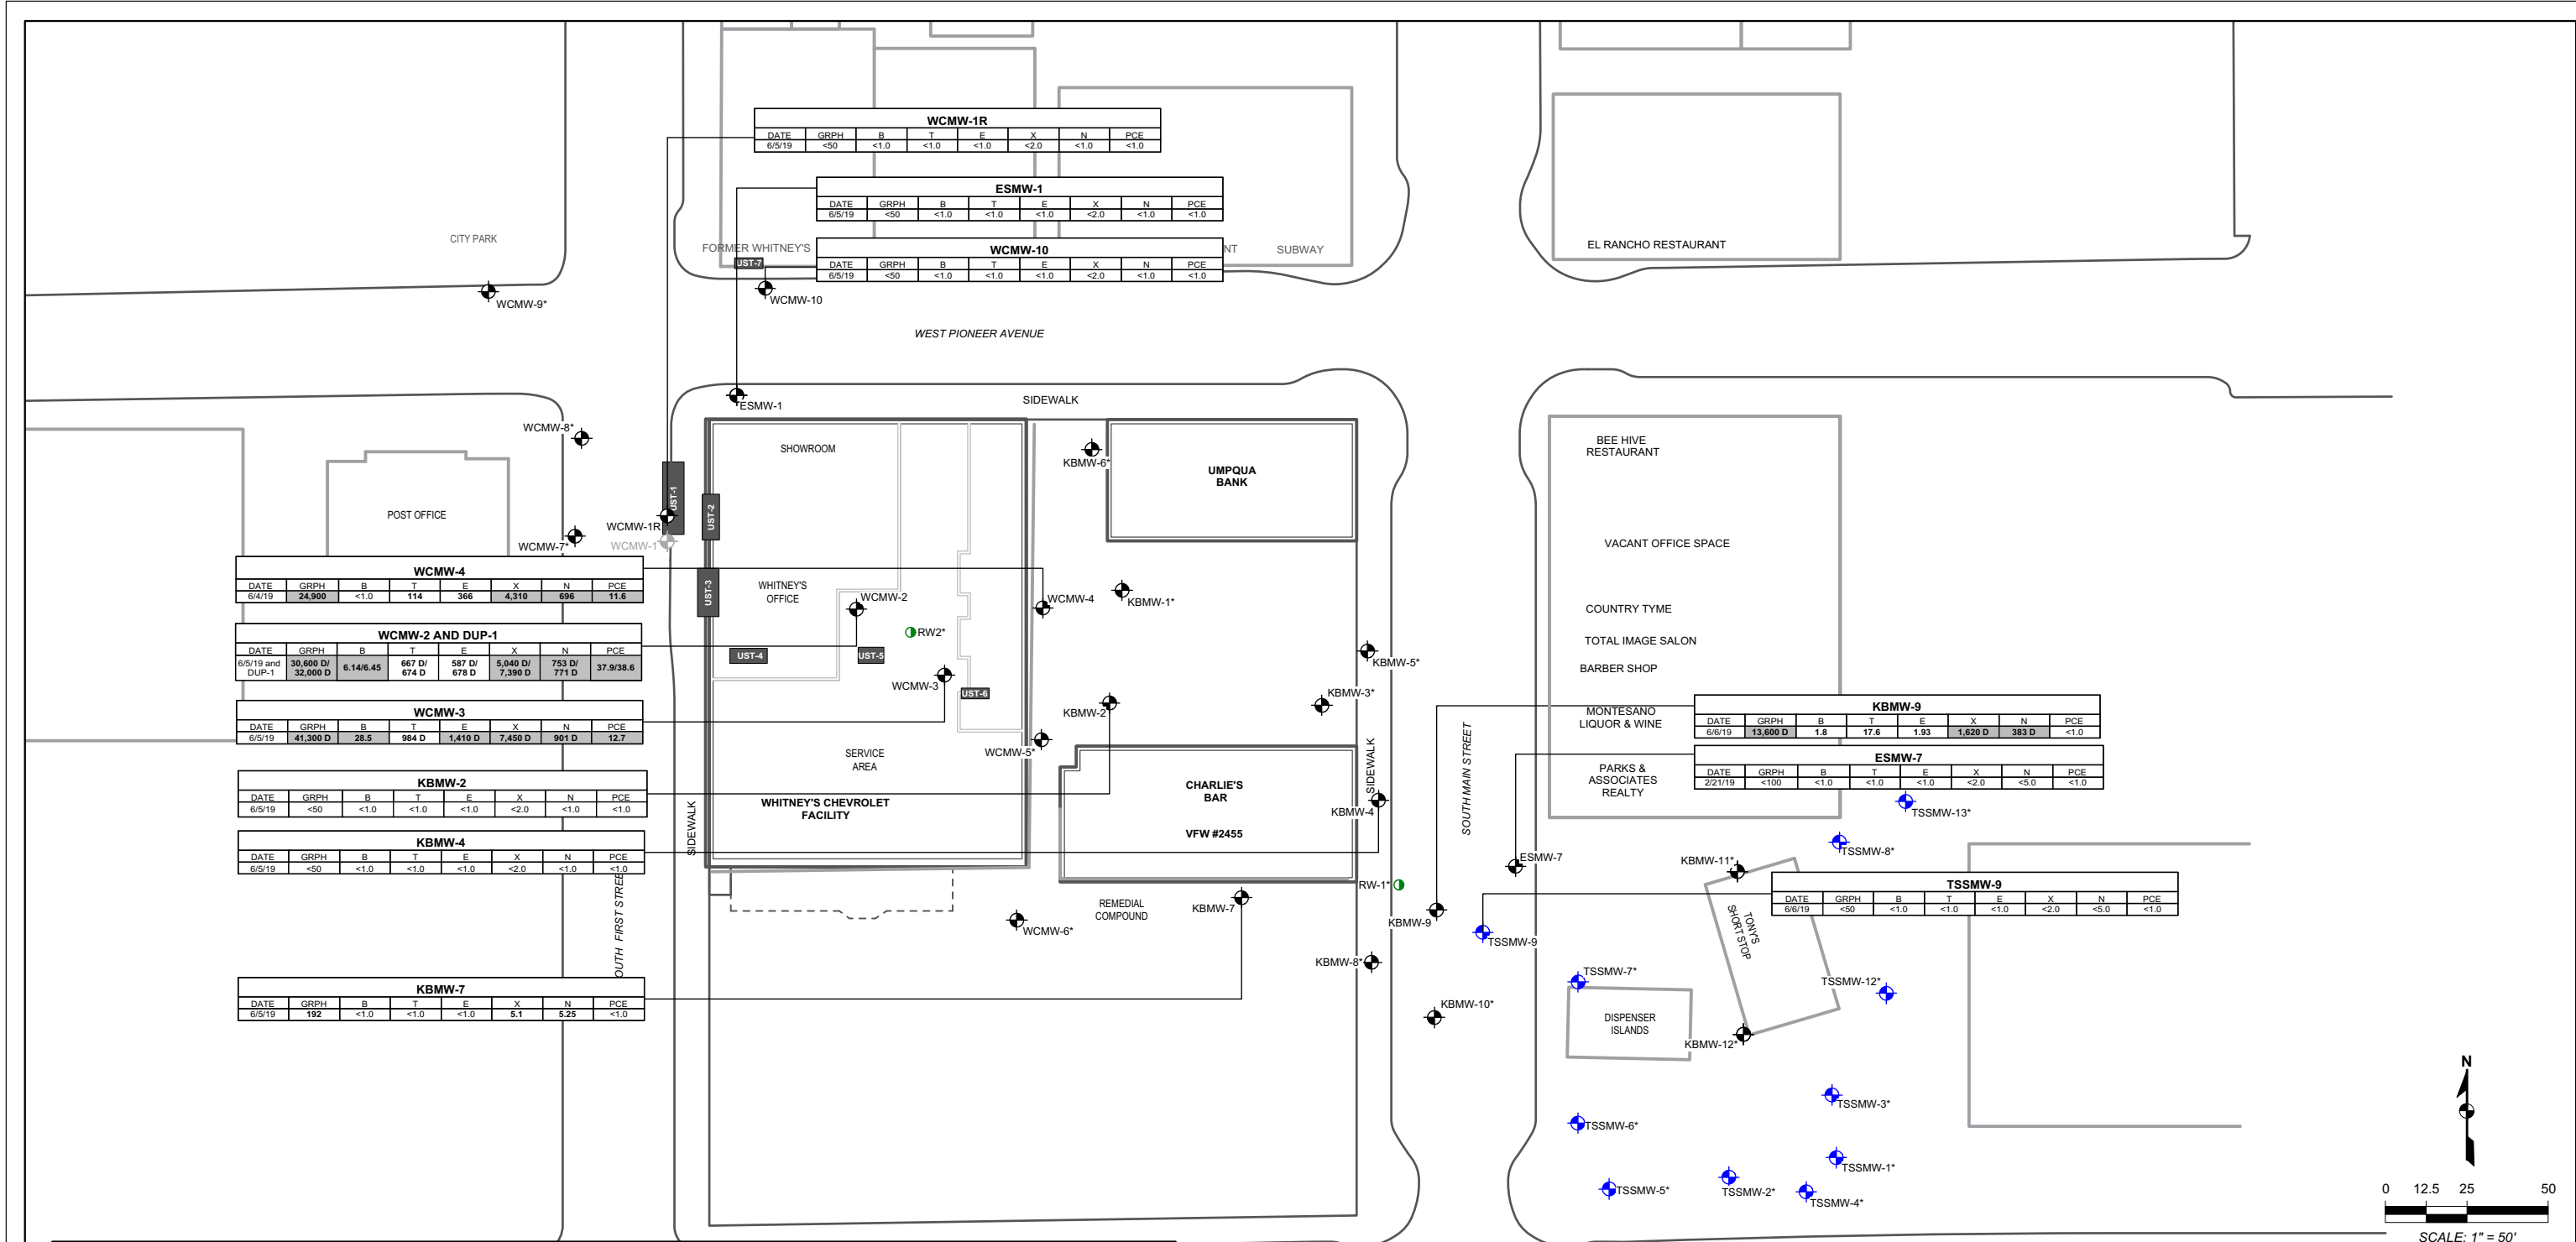 WCMW-1R
DATE GRPH B T E X N PCE
6/5/19 <50 <1.0 <1.0 <1.0 <2.0 <1.0 <1.0
ESMW-1
DATE GRPH B T E X N PCE
6/5/19 <50 <1.0 <1.0 <1.0 <2.0 <1.0 <1.0
CITY PARK
FORMER WHITNEY'S
NT
SUBWAY
EL RANCHO RESTAURANT
WCMW-10
DATE GRPH B T E X N PCE
6/5/19 <50 <1.0 <1.0 <1.0 <2.0 <1.0 <1.0
UST-7
WCMW-10
WCMW-9*
WEST PIONEER AVENUE
ESMW-1
SIDEWALK
WCMW-8*
SHOWROOM
KBMW-6*
UMPQUA
BANK
BEE HIVE
RESTAURANT
POST OFFICE
UST-1
UST-2
WCMW-1R
WCMW-7*
WCMW-1
VACANT OFFICE SPACE
WCMW-4
DATE GRPH B T E X N PCE
6/4/19 24,900 <1.0 114 366 4,310 696 11.6
UST-3
WHITNEY'S
OFFICE
WCMW-2
WCMW-4
KBMW-1*
COUNTRY TYME
RW2*
TOTAL IMAGE SALON
WCMW-2 AND DUP-1
DATE GRPH B T E X N PCE
6/5/19 and 30,600 D/ 6.14/6.45 667 D/ 587 D/ 5,040 D/ 753 D/ 37.9/38.6
DUP-1 32,000 D 674 D 678 D 7,390 D 771 D
UST-4
UST-5
KBMW-5*
BARBER SHOP
WCMW-3
UST-6
KBMW-3*
KBMW-2
WCMW-3
DATE GRPH B T E X N PCE
6/5/19 41,300 D 28.5 984 D 1,410 D 7,450 D 901 D 12.7
MONTESANO
LIQUOR & WINE
KBMW-9
DATE GRPH B T E X N PCE
6/6/19 13,600 D 1.8 17.6 1.93 1,620 D 383 D <1.0
WCMW-5*
SERVICE
AREA
SIDEWALK
SOUTH MAIN STREET
ESMW-7
DATE GRPH B T E X N PCE
2/21/19 <100 <1.0 <1.0 <1.0 <2.0 <5.0 <1.0
PARKS &
ASSOCIATES
REALTY
KBMW-2
DATE GRPH B T E X N PCE
6/5/19 <50 <1.0 <1.0 <1.0 <2.0 <1.0 <1.0
CHARLIE'S
BAR
WHITNEY'S CHEVROLET
FACILITY
SIDEWALK
KBMW-4
TSSMW-13*
VFW #2455
KBMW-4
DATE GRPH B T E X N PCE
6/5/19 <50 <1.0 <1.0 <1.0 <2.0 <1.0 <1.0
TSSMW-8*
ESMW-7
KBMW-11*
RW-1*
TSSMW-9
DATE GRPH B T E X N PCE
6/6/19 <50 <1.0 <1.0 <1.0 <2.0 <5.0 <1.0
OUTH FIRST STREE
REMEDIAL
COMPOUND
KBMW-7
WCMW-6*
KBMW-9
TONY'S
SHORT STOP
TSSMW-9
KBMW-8*
TSSMW-7*
TSSMW-12*
KBMW-7
DATE GRPH B T E X N PCE
6/5/19 192 <1.0 <1.0 <1.0 5.1 5.25 <1.0
KBMW-10*
DISPENSER
ISLANDS
KBMW-12*
N
TSSMW-3*
TSSMW-6*
TSSMW-1*
TSSMW-5*
TSSMW-2*
TSSMW-4*
0 12.5 25 50
SCALE: 1" = 50'